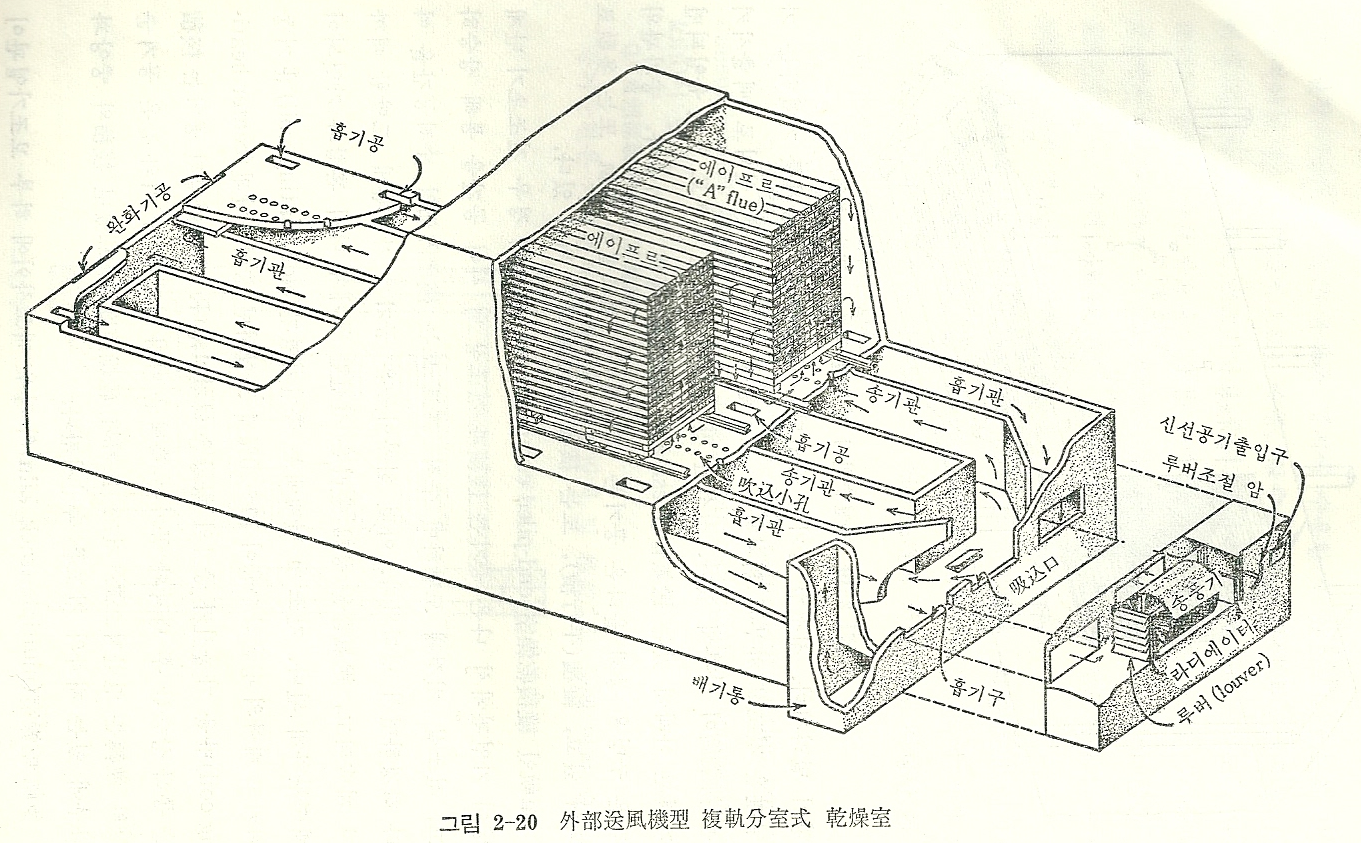 흡기공
완화기공
흡기관
에이프르
("A" flue)
에이프르
흡기관
송기관
흡기공
송기관
吹込小孔
흡기관
신선공기출입구
루버조절 암
吸込口
송풍기
라디에이터
루버 (louver)
흡기구
배기통
그림 2-20 外部送風機型 複軌分室式 乾燥室